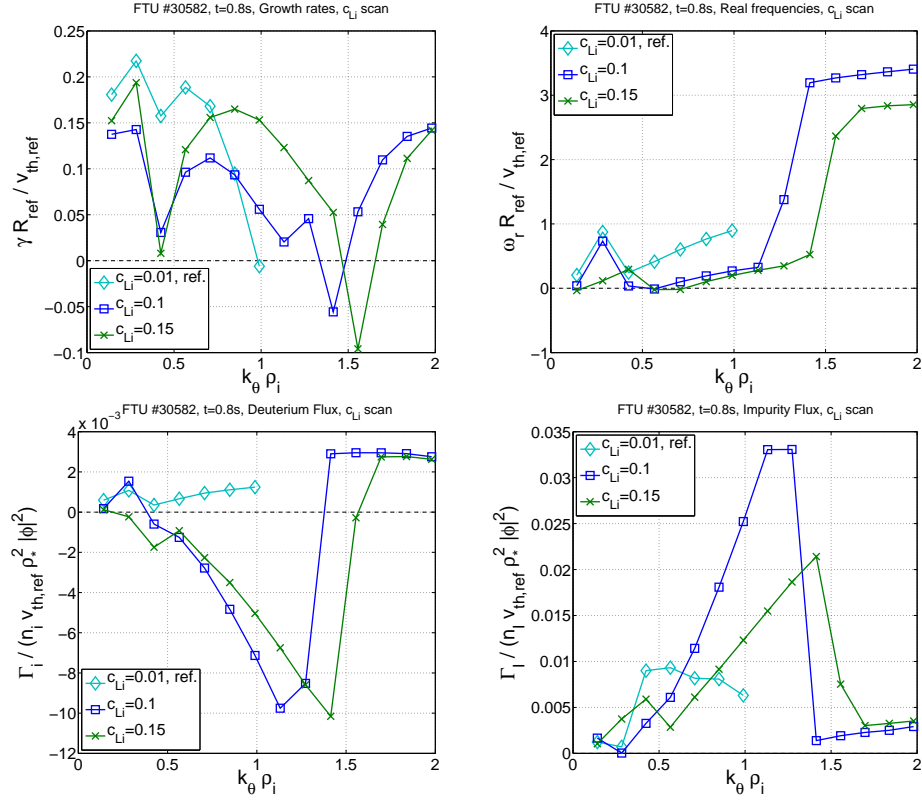 FTU #30582, t=0.8s, Growth rates, c_Li scan
0.25
0.2
0.15
0.1
0.05
0
−0.05
−0.1
0
0.5
1
1.5
2
γ R_ref / v_th,ref
k_θ ρ_i
c_Li=0.01, ref.
c_Li=0.1
c_Li=0.15
FTU #30582, t=0.8s, Real frequencies, c_Li scan
4
3
2
1
0
−1
0
0.5
1
1.5
2
ω_r R_ref / v_th,ref
k_θ ρ_i
c_Li=0.01, ref.
c_Li=0.1
c_Li=0.15
x 10^−3
FTU #30582, t=0.8s, Deuterium Flux, c_Li scan
4
2
0
−2
−4
−6
−8
−10
−12
0
0.5
1
1.5
2
Γ_i / (n_i v_th,ref ρ_*^2 |ϕ|^2)
k_θ ρ_i
c_Li=0.01, ref.
c_Li=0.1
c_Li=0.15
FTU #30582, t=0.8s, Impurity Flux, c_Li scan
0.035
0.03
0.025
0.02
0.015
0.01
0.005
0
0
0.5
1
1.5
2
Γ_I / (n_I v_th,ref ρ_*^2 |ϕ|^2)
k_θ ρ_i
c_Li=0.01, ref.
c_Li=0.1
c_Li=0.15